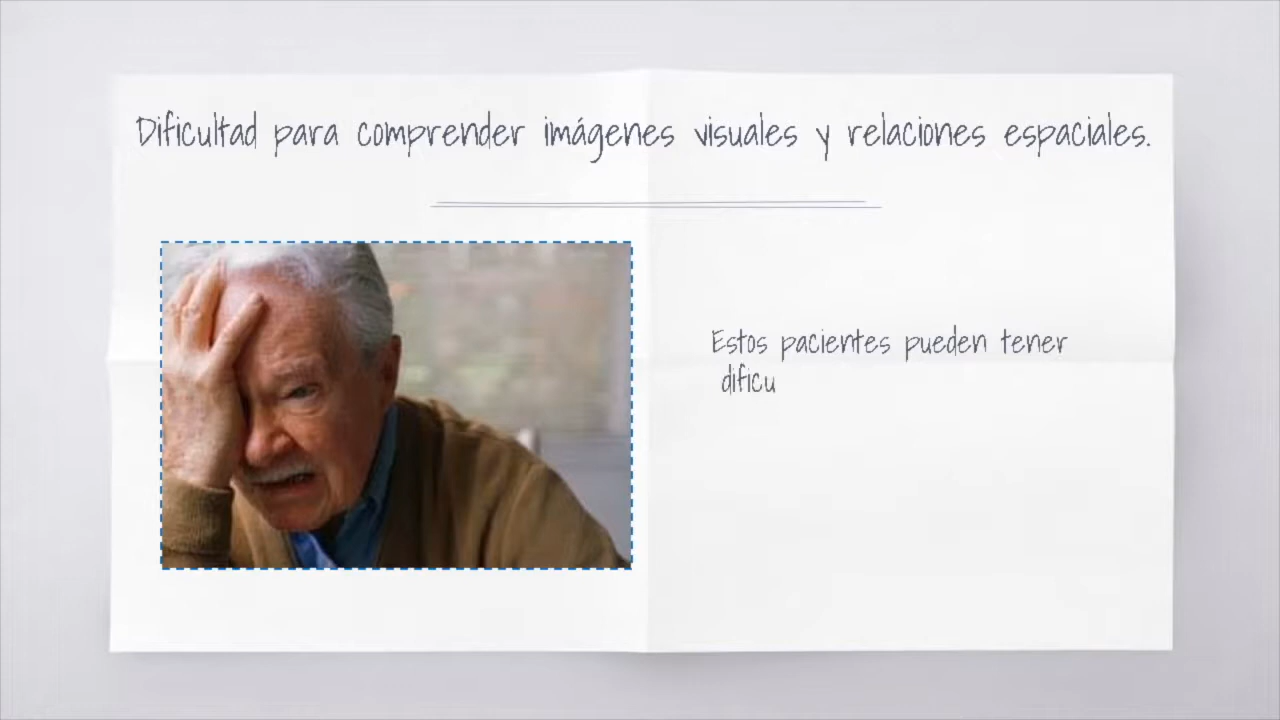 Dificultad para comprender imágenes visuales y relaciones espaciales.
Estos pacientes pueden tener
dificu